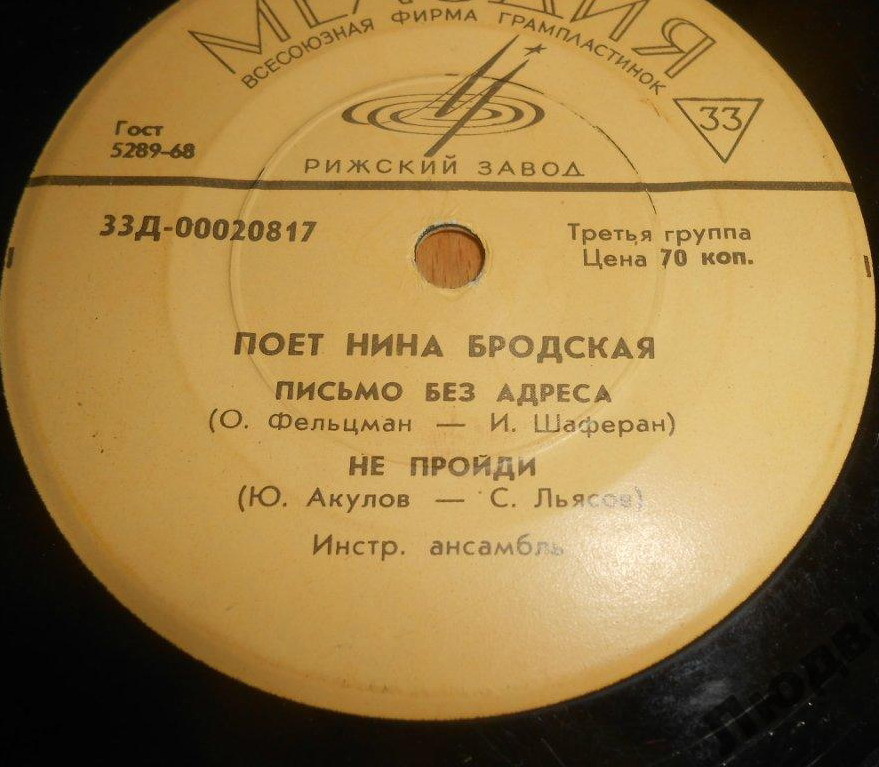 МЕЛОДИЯ
ВСЕСОЮЗНАЯ ФИРМА ГРАМПЛАСТИНОК
33
Гост
5289-68
РИЖСКИЙ ЗАВОД
33Д-00020817
Третья группа
Цена 70 коп.
ПОЕТ НИНА БРОДСКАЯ
ПИСЬМО БЕЗ АДРЕСА
(О. Фельцман — И. Шаферан)
НЕ ПРОЙДИ
(Ю. Акулов — С. Льясов)
Инстр. ансамбль